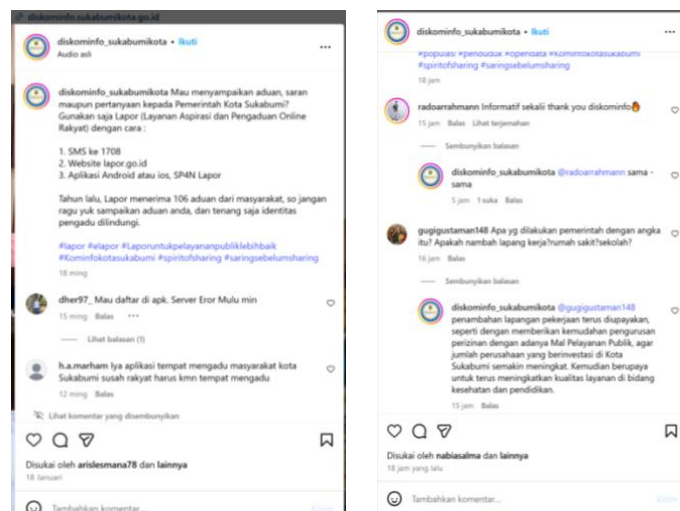 diskominfo.sukabumikota.go.id
diskominfo_sukabumikota • Ikuti
Audio asli
diskominfo_sukabumikota Mau menyampaikan aduan, saran
maupun pertanyaan kepada Pemerintah Kota Sukabumi?
Gunakan saja Lapor (Layanan Aspirasi dan Pengaduan Online
Rakyat) dengan cara :
1. SMS ke 1708
2. Website lapor.go.id
3. Aplikasi Android atau ios, SP4N Lapor
Tahun lalu, Lapor menerima 106 aduan dari masyarakat, so jangan
ragu yuk sampaikan aduan anda, dan tenang saja identitas
pengadu dilindungi.
#lapor #elapor #Laporuntukpelayananpubliklebihbaik
#Kominfokotasukabumi #spiritofsharing #saringsebelumsharing
18 ming
dher97_ Mau daftar di apk. Server Eror Mulu min
15 ming Balas •••
Lihat balasan (1)
h.a.marham Iya aplikasi tempat mengadu masyarakat kota
Sukabumi susah rakyat harus kmn tempat mengadu
12 ming Balas
Lihat komentar yang disembunyikan
Disukai oleh arislesmana78 dan lainnya
18 Januari
Tambahkan komentar...
Kirim
diskominfo_sukabumikota • Ikuti
#populasi #penduduk #opendata #kominfokotasukabumi
#spiritofsharing #saringsebelumsharing
18 jam
radoarrahmann Informatif sekalii thank you diskominfo🔥
15 jam Balas Lihat terjemahan
Sembunyikan balasan
diskominfo_sukabumikota @radoarrahmann sama -
sama
5 jam 1 suka Balas
gugigustaman148 Apa yg dilakukan pemerintah dengan angka
itu? Apakah nambah lapang kerja?rumah sakit?sekolah?
16 jam Balas
Sembunyikan balasan
diskominfo_sukabumikota @gugigustaman148
penambahan lapangan pekerjaan terus diupayakan,
seperti dengan memberikan kemudahan pengurusan
perizinan dengan adanya Mal Pelayanan Publik, agar
jumlah perusahaan yang berinvestasi di Kota
Sukabumi semakin meningkat. Kemudian berupaya
untuk terus meningkatkan kualitas layanan di bidang
kesehatan dan pendidikan.
15 jam Balas
Disukai oleh nabiasalma dan lainnya
18 jam yang lalu
Tambahkan komentar...
Kirim